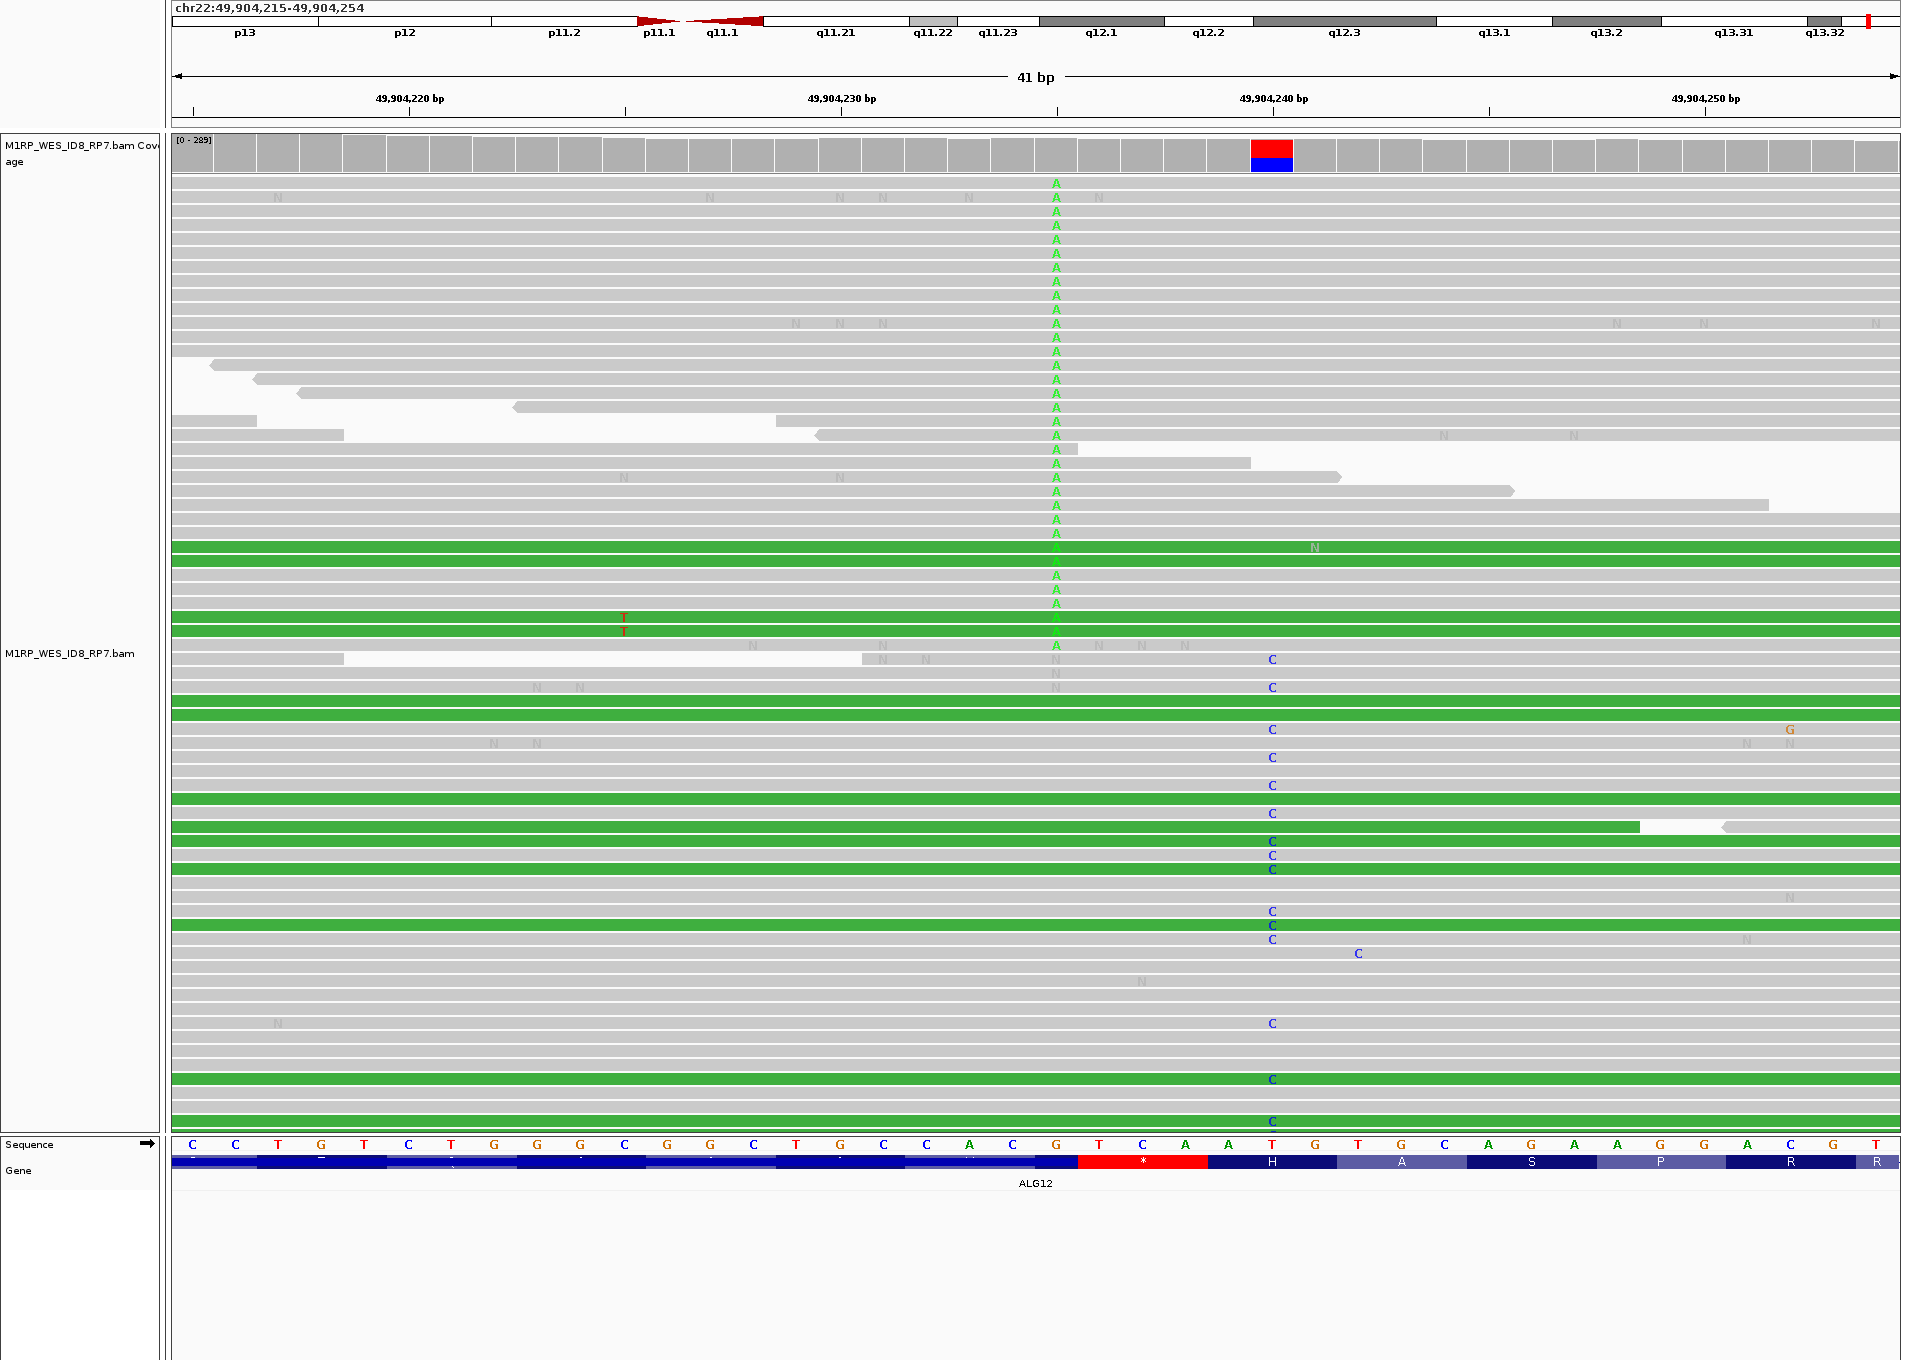 chr22:49,904,215-49,904,254
p13 p12 p11.2 p11.1 q11.1 q11.21 q11.22 q11.23 q12.1 q12.2 q12.3 q13.1 q13.2 q13.31 q13.32
41 bp
49,904,220 bp 49,904,230 bp 49,904,240 bp 49,904,250 bp
M1RP_WES_ID8_RP7.bam Cov
age
[0 - 289]
A
N N N N N A N
A
A
A
A
A
A
A
A
N N N A N N N
A
A
A
A
A
A
A
A N N
A
A
N N A
A
A
A
A
A N
A
A
A
A
T A
T A
N N A N N N
M1RP_WES_ID8_RP7.bam
N N N C
N
N N N C
C G
N N N N
C
C
C
C
C
C
N
C
C
C N
C
N
N C
C
C
Sequence C C T G T C T G G G C G G C T G C C A C G T C A A T G T G C A G A A G G A C G T
Gene * H A S P R R
ALG12